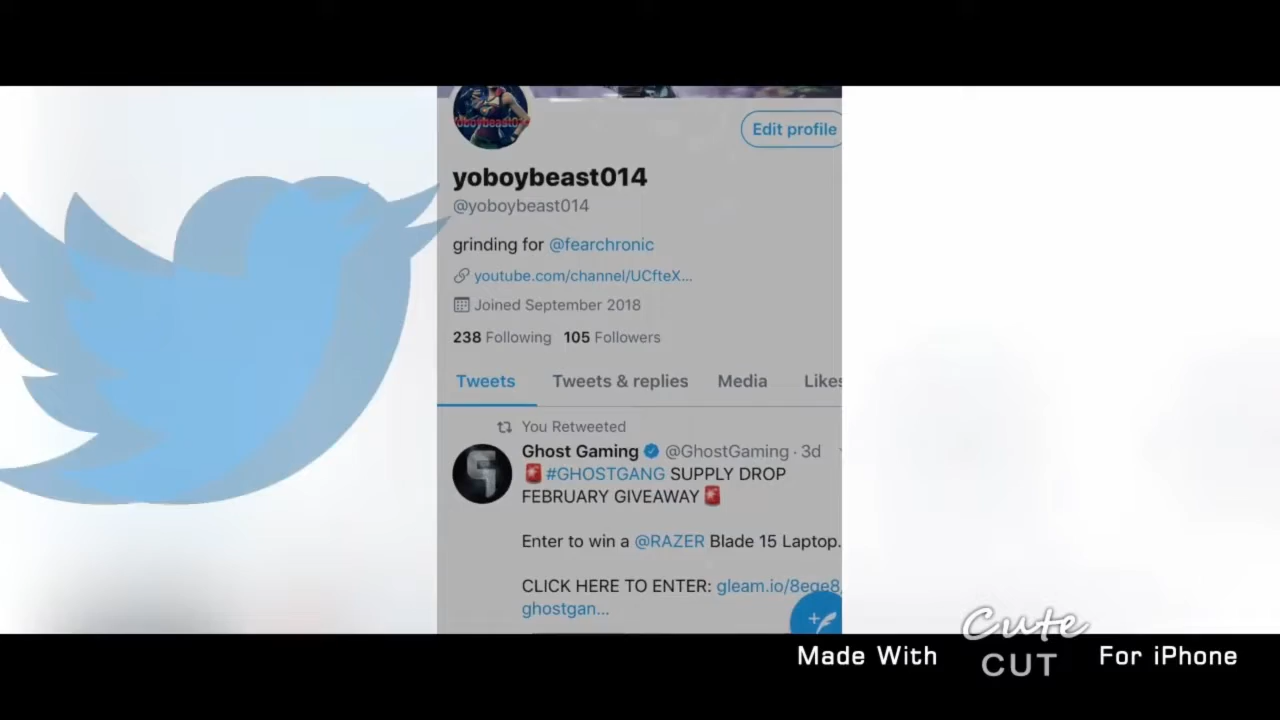 yoboybeast014
Edit profile
yoboybeast014
@yoboybeast014
grinding for @fearchronic
youtube.com/channel/UCfteX...
Joined September 2018
238 Following 105 Followers
Tweets Tweets & replies Media Likes
You Retweeted
Ghost Gaming @GhostGaming · 3d
#GHOSTGANG SUPPLY DROP
FEBRUARY GIVEAWAY
Enter to win a @RAZER Blade 15 Laptop.
CLICK HERE TO ENTER: gleam.io/8eqe8/
ghostgan...
Cute
Made With CUT For iPhone